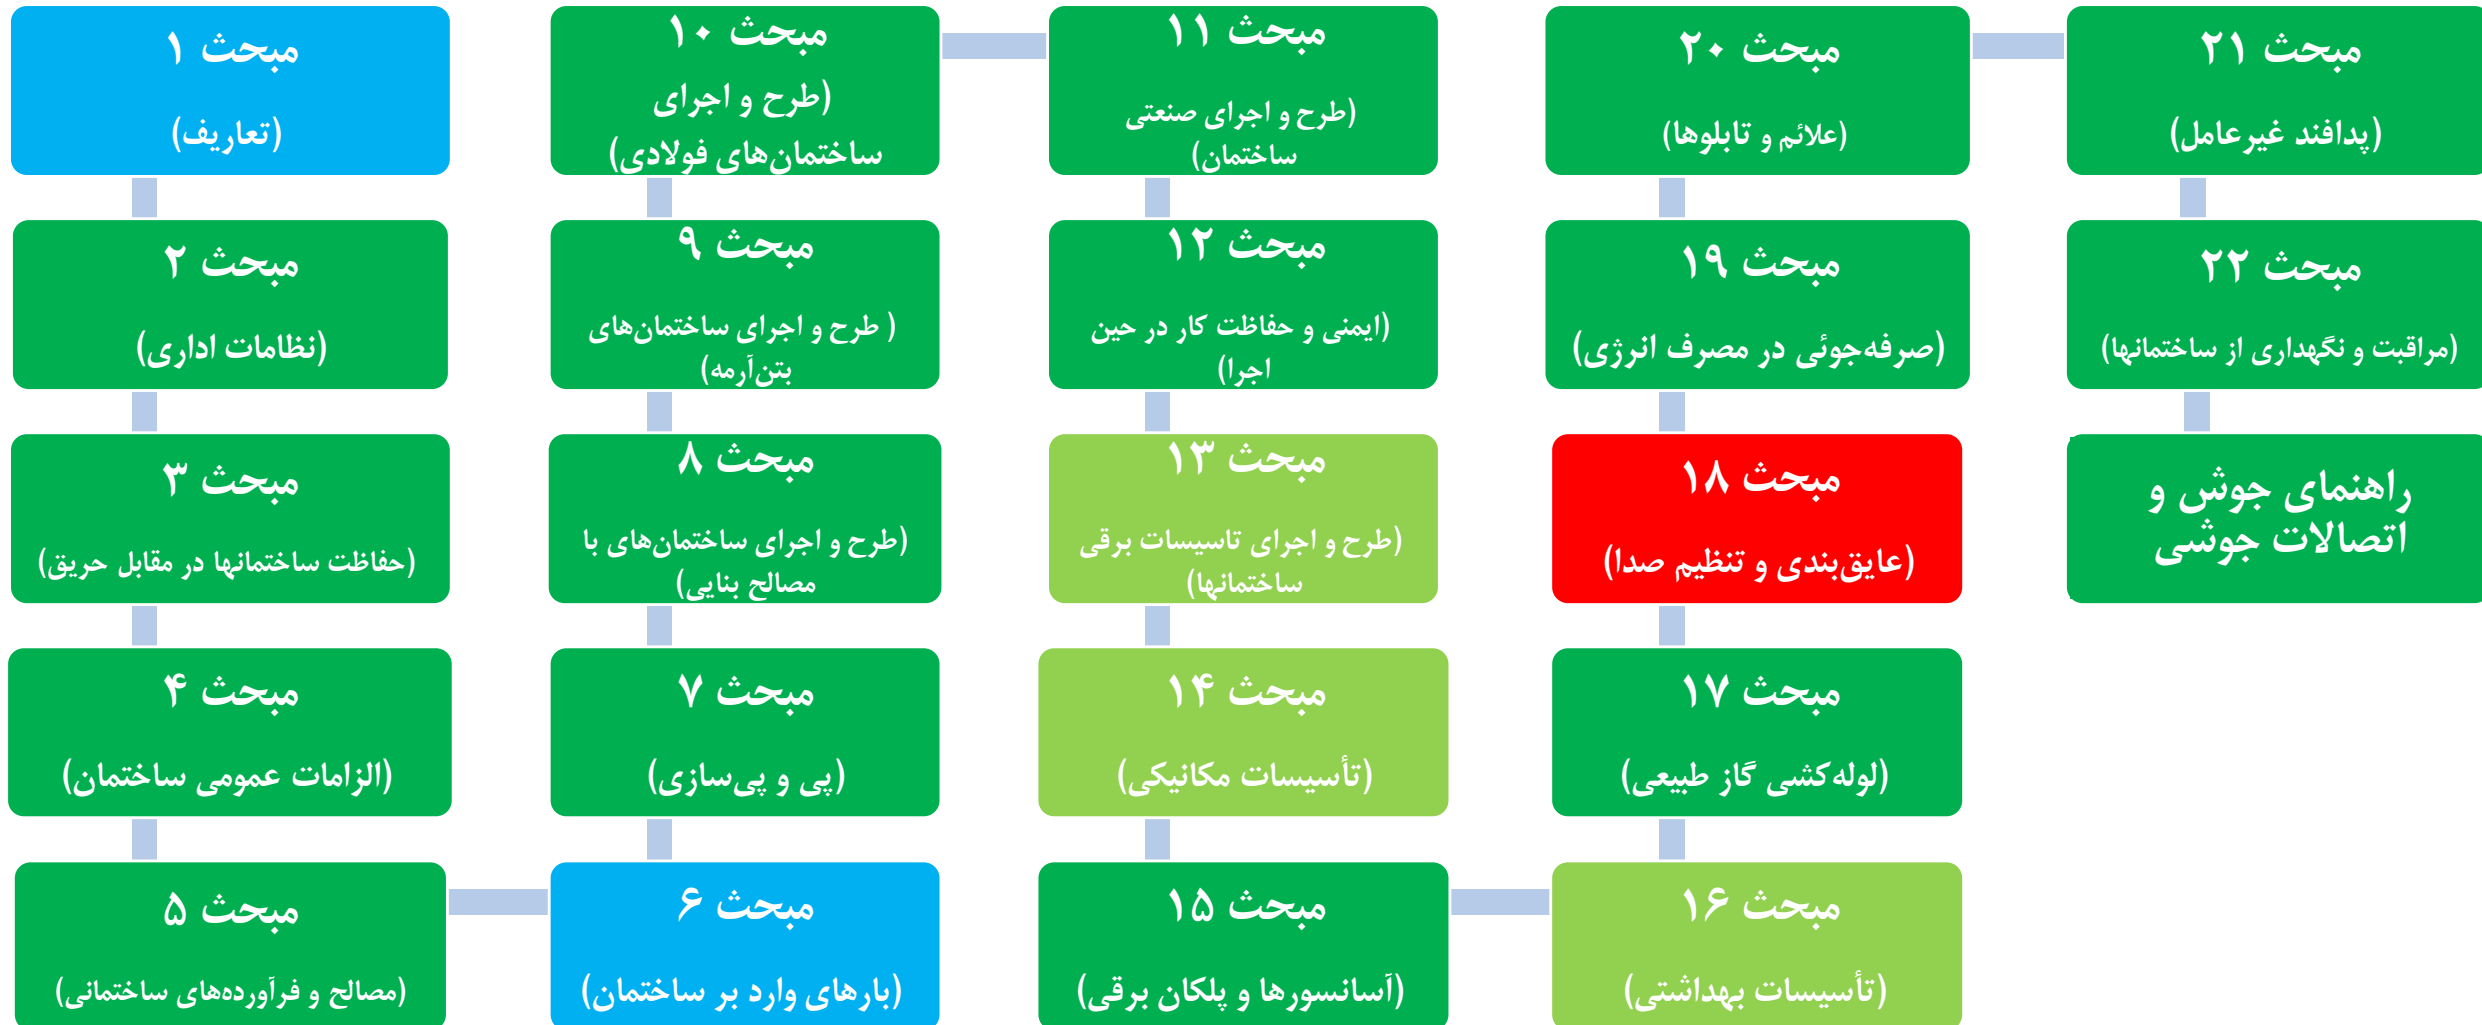 مبحث ۱
(تعاریف)
مبحث ۲
(نظامات اداری)
مبحث ۳
(حفاظت ساختمانها در مقابل حریق)
مبحث ۴
(الزامات عمومی ساختمان)
مبحث ۵
(مصالح و فرآورده‌های ساختمانی)
مبحث ۶
(بارهای وارد بر ساختمان)
مبحث ۷
(پی و پی‌سازی)
مبحث ۸
(طرح و اجرای ساختمان‌های با
مصالح بنایی)
مبحث ۹
( طرح و اجرای ساختمان‌های
بتن‌آرمه)
مبحث ۱۰
(طرح و اجرای
ساختمان‌های فولادی)
مبحث ۱۱
(طرح و اجرای صنعتی
ساختمان)
مبحث ۱۲
(ایمنی و حفاظت کار در حین
اجرا)
مبحث ۱۳
(طرح و اجرای تاسیسات برقی
ساختمانها)
مبحث ۱۴
(تأسیسات مکانیکی)
مبحث ۱۵
(آسانسورها و پلکان برقی)
مبحث ۱۶
(تأسیسات بهداشتی)
مبحث ۱۷
(لوله‌کشی گاز طبیعی)
مبحث ۱۸
(عایق‌بندی و تنظیم صدا)
مبحث ۱۹
(صرفه‌جوئی در مصرف انرژی)
مبحث ۲۰
(علائم و تابلوها)
مبحث ۲۱
(پدافند غیرعامل)
مبحث ۲۲
(مراقبت و نگهداری از ساختمانها)
راهنمای جوش و
اتصالات جوشی